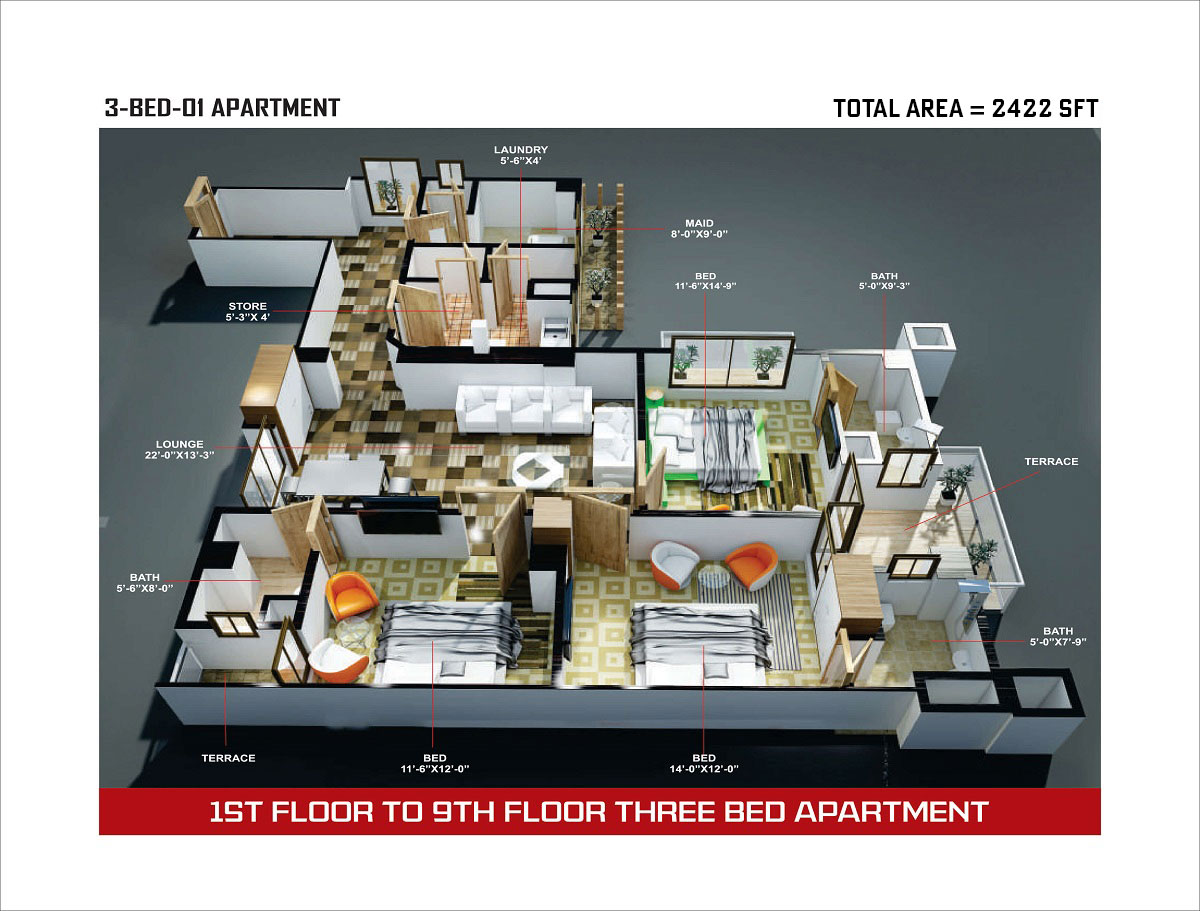 3-BED-01 APARTMENT
TOTAL AREA = 2422 SFT
LAUNDRY
5'-6"X4'
MAID
8'-0"X9'-0"
BED
11'-6"X14'-9"
BATH
5'-0"X9'-3"
STORE
5'-3"X 4'
LOUNGE
22'-0"X13'-3"
TERRACE
BATH
5'-6"X8'-0"
BATH
5'-0"X7'-9"
TERRACE
BED
11'-6"X12'-0"
BED
14'-0"X12'-0"
1ST FLOOR TO 9TH FLOOR THREE BED APARTMENT